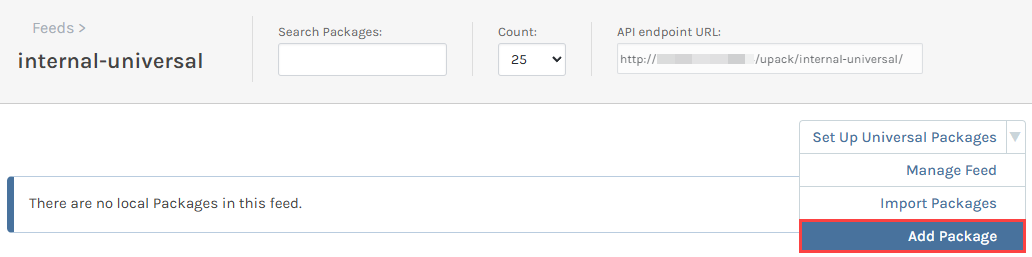 Feeds >
internal-universal
Search Packages:
Count:
25
API endpoint URL:
http:// /upack/internal-universal/
Set Up Universal Packages
Manage Feed
Import Packages
Add Package
There are no local Packages in this feed.